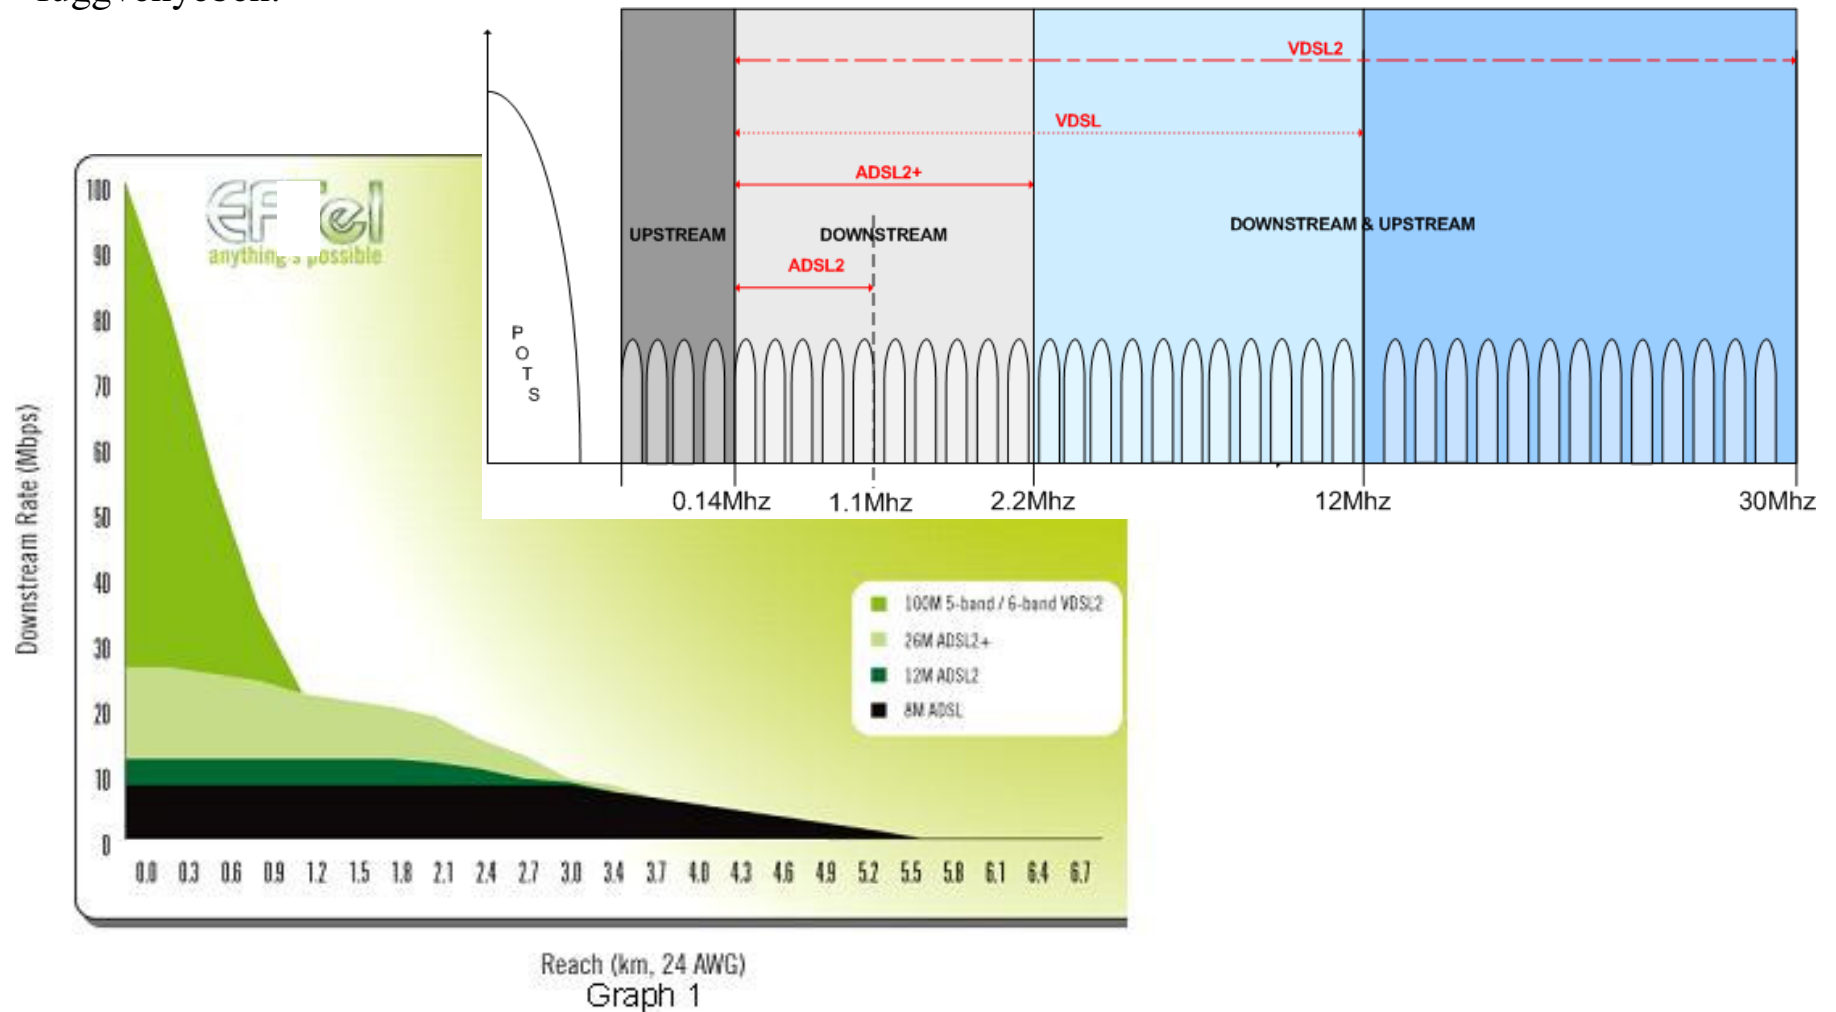 VDSL2
VDSL
ADSL2+
UPSTREAM
DOWNSTREAM
DOWNSTREAM & UPSTREAM
ADSL2
POTS
0.14Mhz
1.1Mhz
2.2Mhz
12Mhz
30Mhz
anything's possible
Downstream Rate (Mbps)
100
90
80
70
60
50
40
30
20
10
0
100M 5-band / 6-band VDSL2
26M ADSL2+
12M ADSL2
8M ADSL
0.0 0.3 0.6 0.9 1.2 1.5 1.8 2.1 2.4 2.7 3.0 3.4 3.7 4.0 4.3 4.6 4.9 5.2 5.5 5.8 6.1 6.4 6.7
Reach (km, 24 AWG)
Graph 1